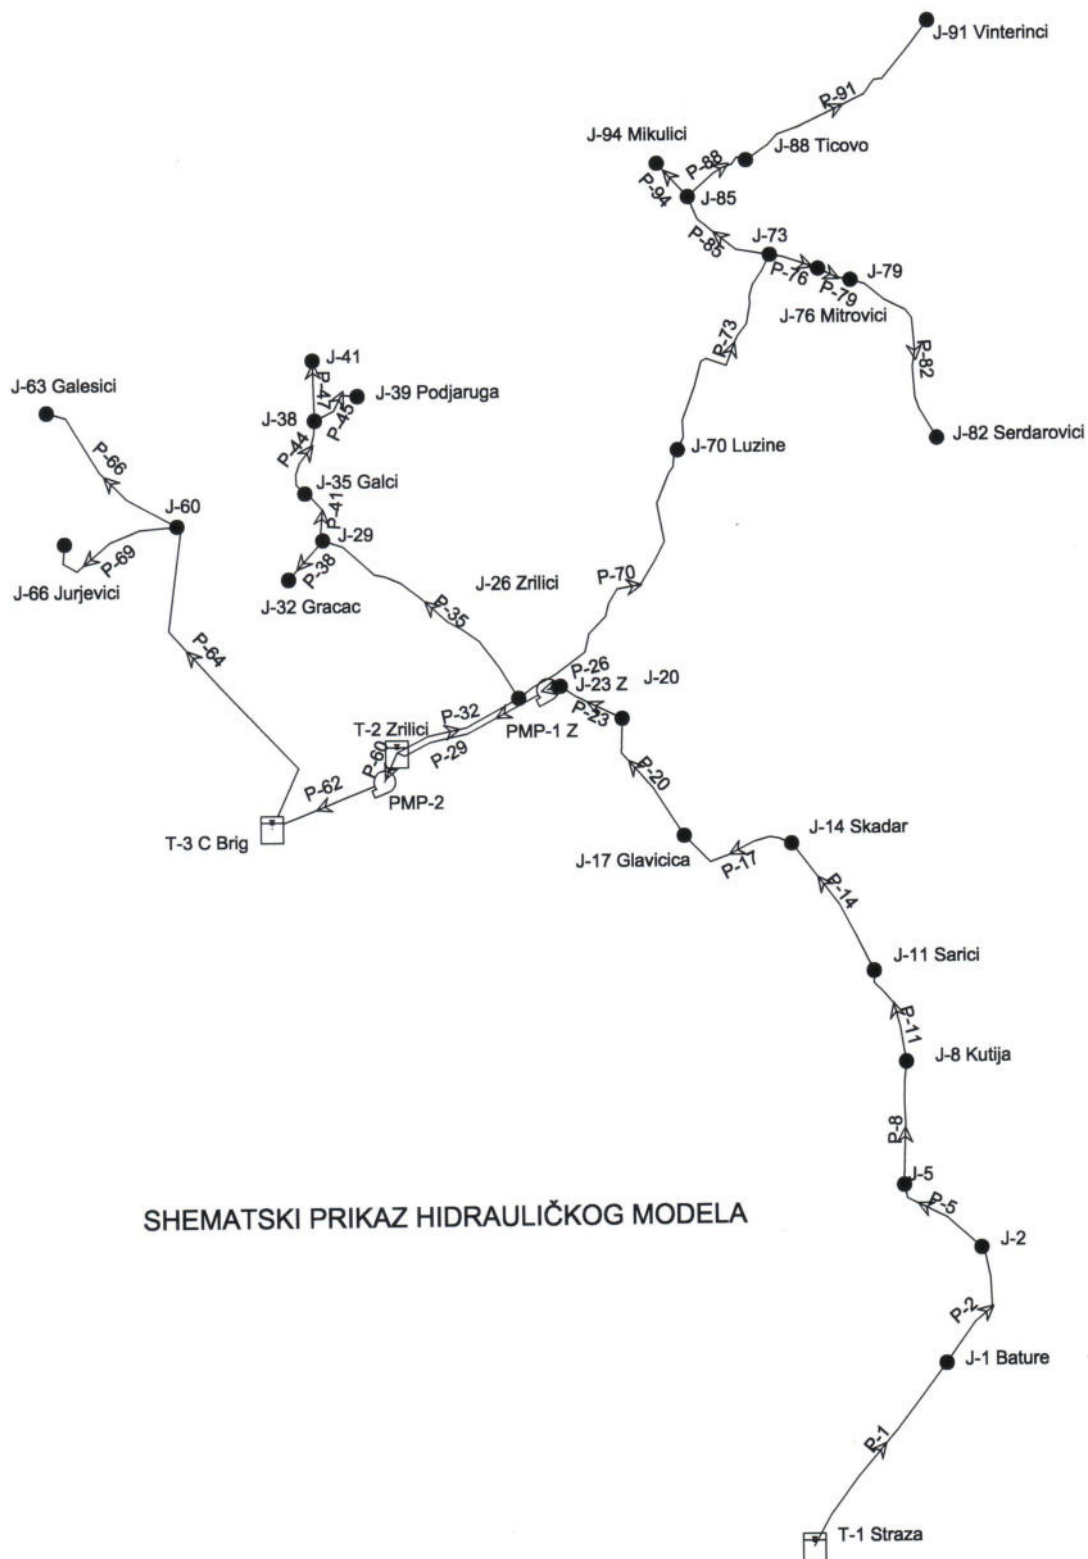 J-91 Vinterinci
P-91
J-94 Mikulici
P-88
J-88 Ticovo
P-94
J-85
P-85
J-73
P-76
J-79
P-79
J-76 Mitrovici
P-73
P-82
J-41
J-63 Galesici
P-47
J-39 Podjaruga
J-38
P-45
P-44
J-82 Serdarovici
J-70 Luzine
P-66
J-35 Galci
P-41
J-60
J-29
P-69
P-38
J-66 Jurjevici
J-32 Gracac
J-26 Zrilici
P-70
P-35
P-64
P-26
J-23 Z
J-20
P-23
P-32
T-2 Zrilici
PMP-1 Z
P-29
P-60
P-20
P-62
PMP-2
T-3 C Brig
J-14 Skadar
J-17 Glavicica
P-17
P-14
J-11 Sarici
P-11
J-8 Kutija
P-8
J-5
P-5
SHEMATSKI PRIKAZ HIDRAULIČKOG MODELA
J-2
P-2
J-1 Bature
P-1
T-1 Straza